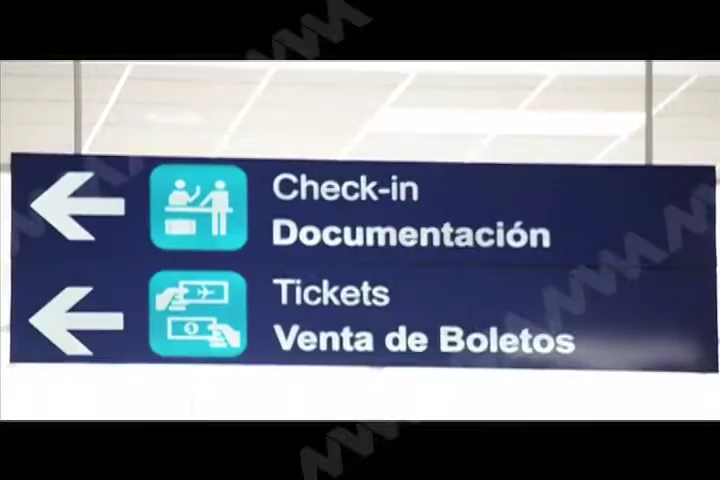 Check-in
Documentación
Tickets
Venta de Boletos